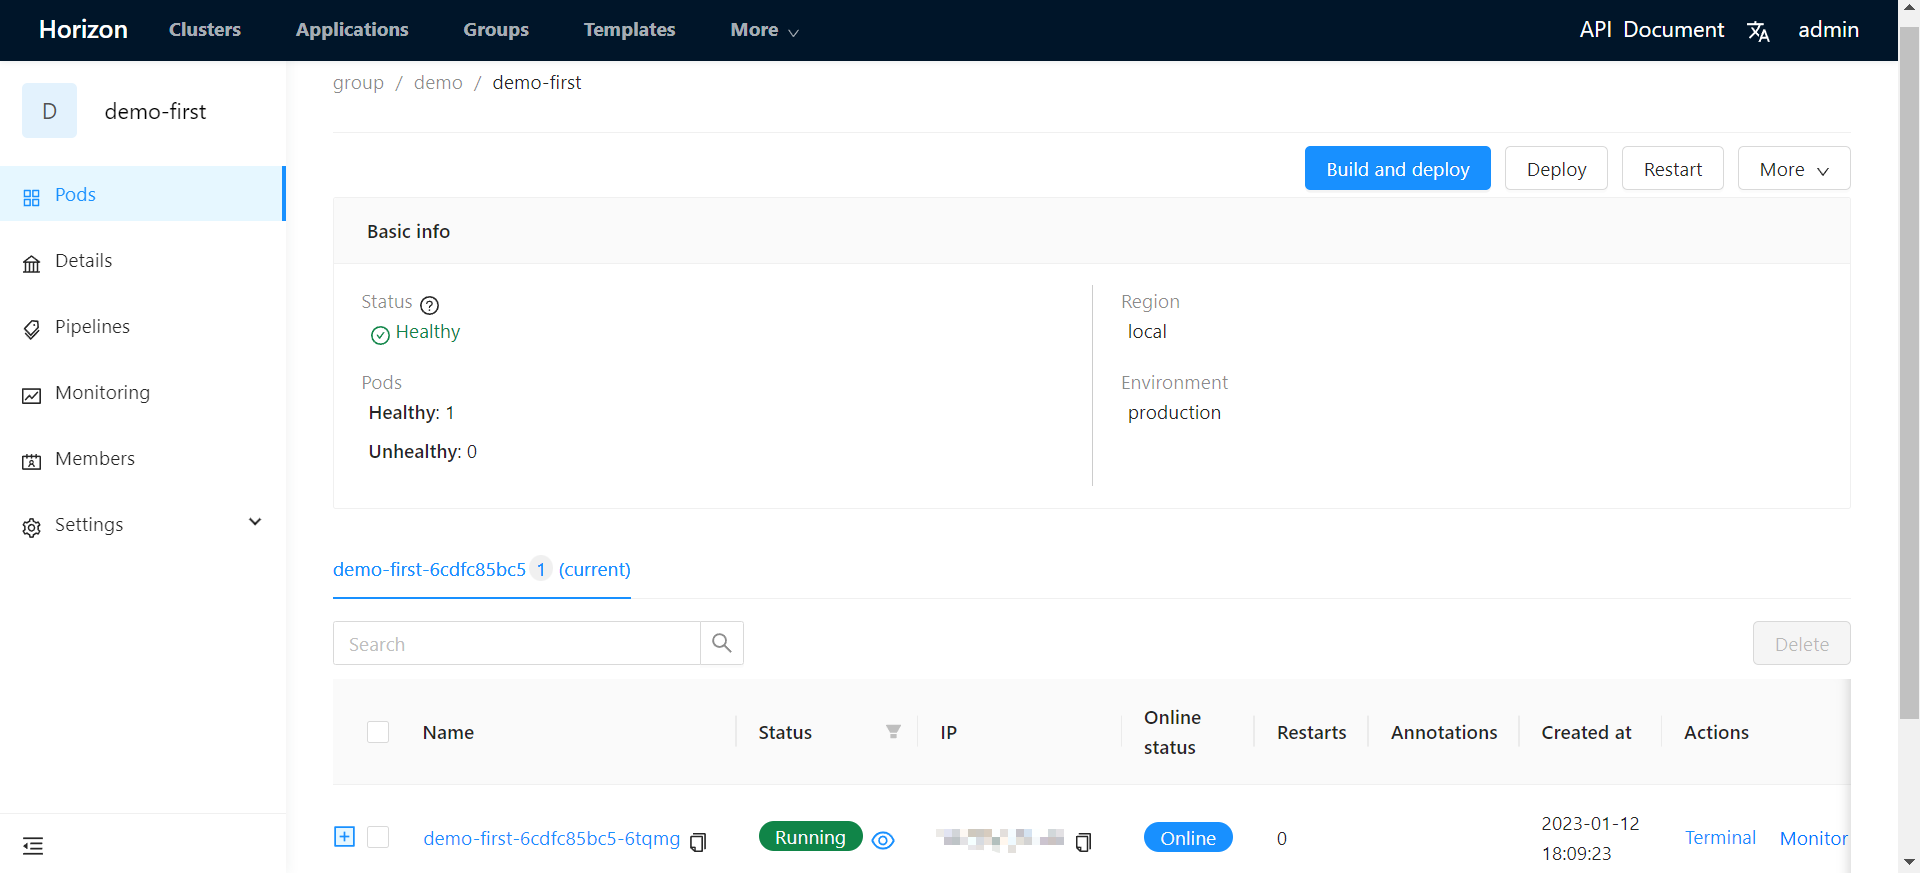 Horizon Clusters Applications Groups Templates More API Document admin
D demo-first
Pods
Details
Pipelines
Monitoring
Members
Settings
group / demo / demo-first
Build and deploy Deploy Restart More
Basic info
Status
Healthy
Pods
Healthy: 1
Unhealthy: 0
Region
local
Environment
production
demo-first-6cdfc85bc5 1 (current)
Search
Delete
Name Status IP Online status Restarts Annotations Created at Actions
demo-first-6cdfc85bc5-6tqmg Running Online 0 2023-01-12 18:09:23 Terminal Monitor